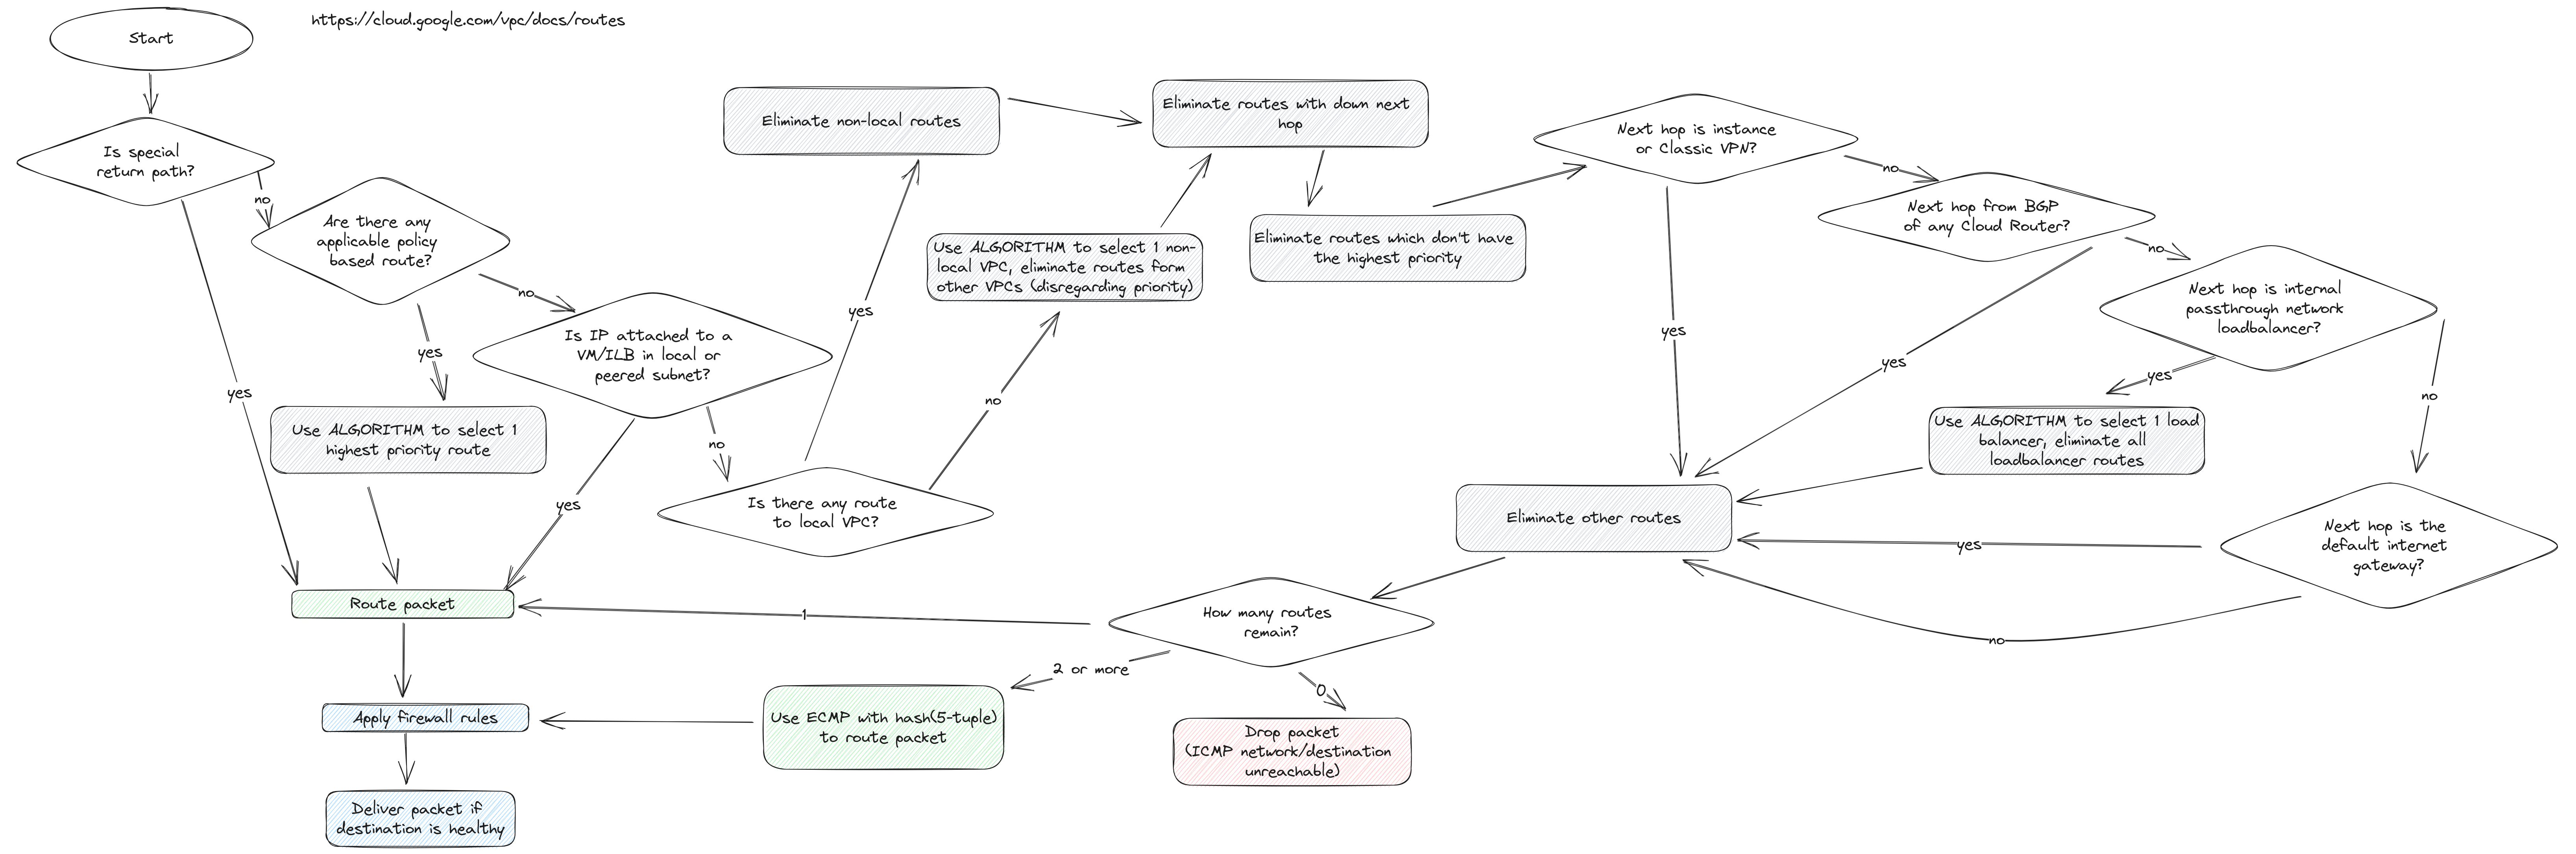 https://cloud.google.com/vpc/docs/routes
Start
Is special
return path?
no
yes
Are there any
applicable policy
based route?
no
yes
Use ALGORITHM to select 1
highest priority route
Is IP attached to a
VM/ILB in local or
peered subnet?
no
yes
Is there any route
to local VPC?
yes
no
Eliminate non-local routes
Use ALGORITHM to select 1 non-
local VPC, eliminate routes form
other VPCs (disregarding priority)
Eliminate routes with down next
hop
Eliminate routes which don't have
the highest priority
Next hop is instance
or Classic VPN?
no
yes
Next hop from BGP
of any Cloud Router?
no
yes
Next hop is internal
passthrough network
loadbalancer?
yes
no
Use ALGORITHM to select 1 load
balancer, eliminate all
loadbalancer routes
Next hop is the
default internet
gateway?
yes
no
Eliminate other routes
How many routes
remain?
1
2 or more
0
Route packet
Use ECMP with hash(5-tuple)
to route packet
Drop packet
(ICMP network/destination
unreachable)
Apply firewall rules
Deliver packet if
destination is healthy